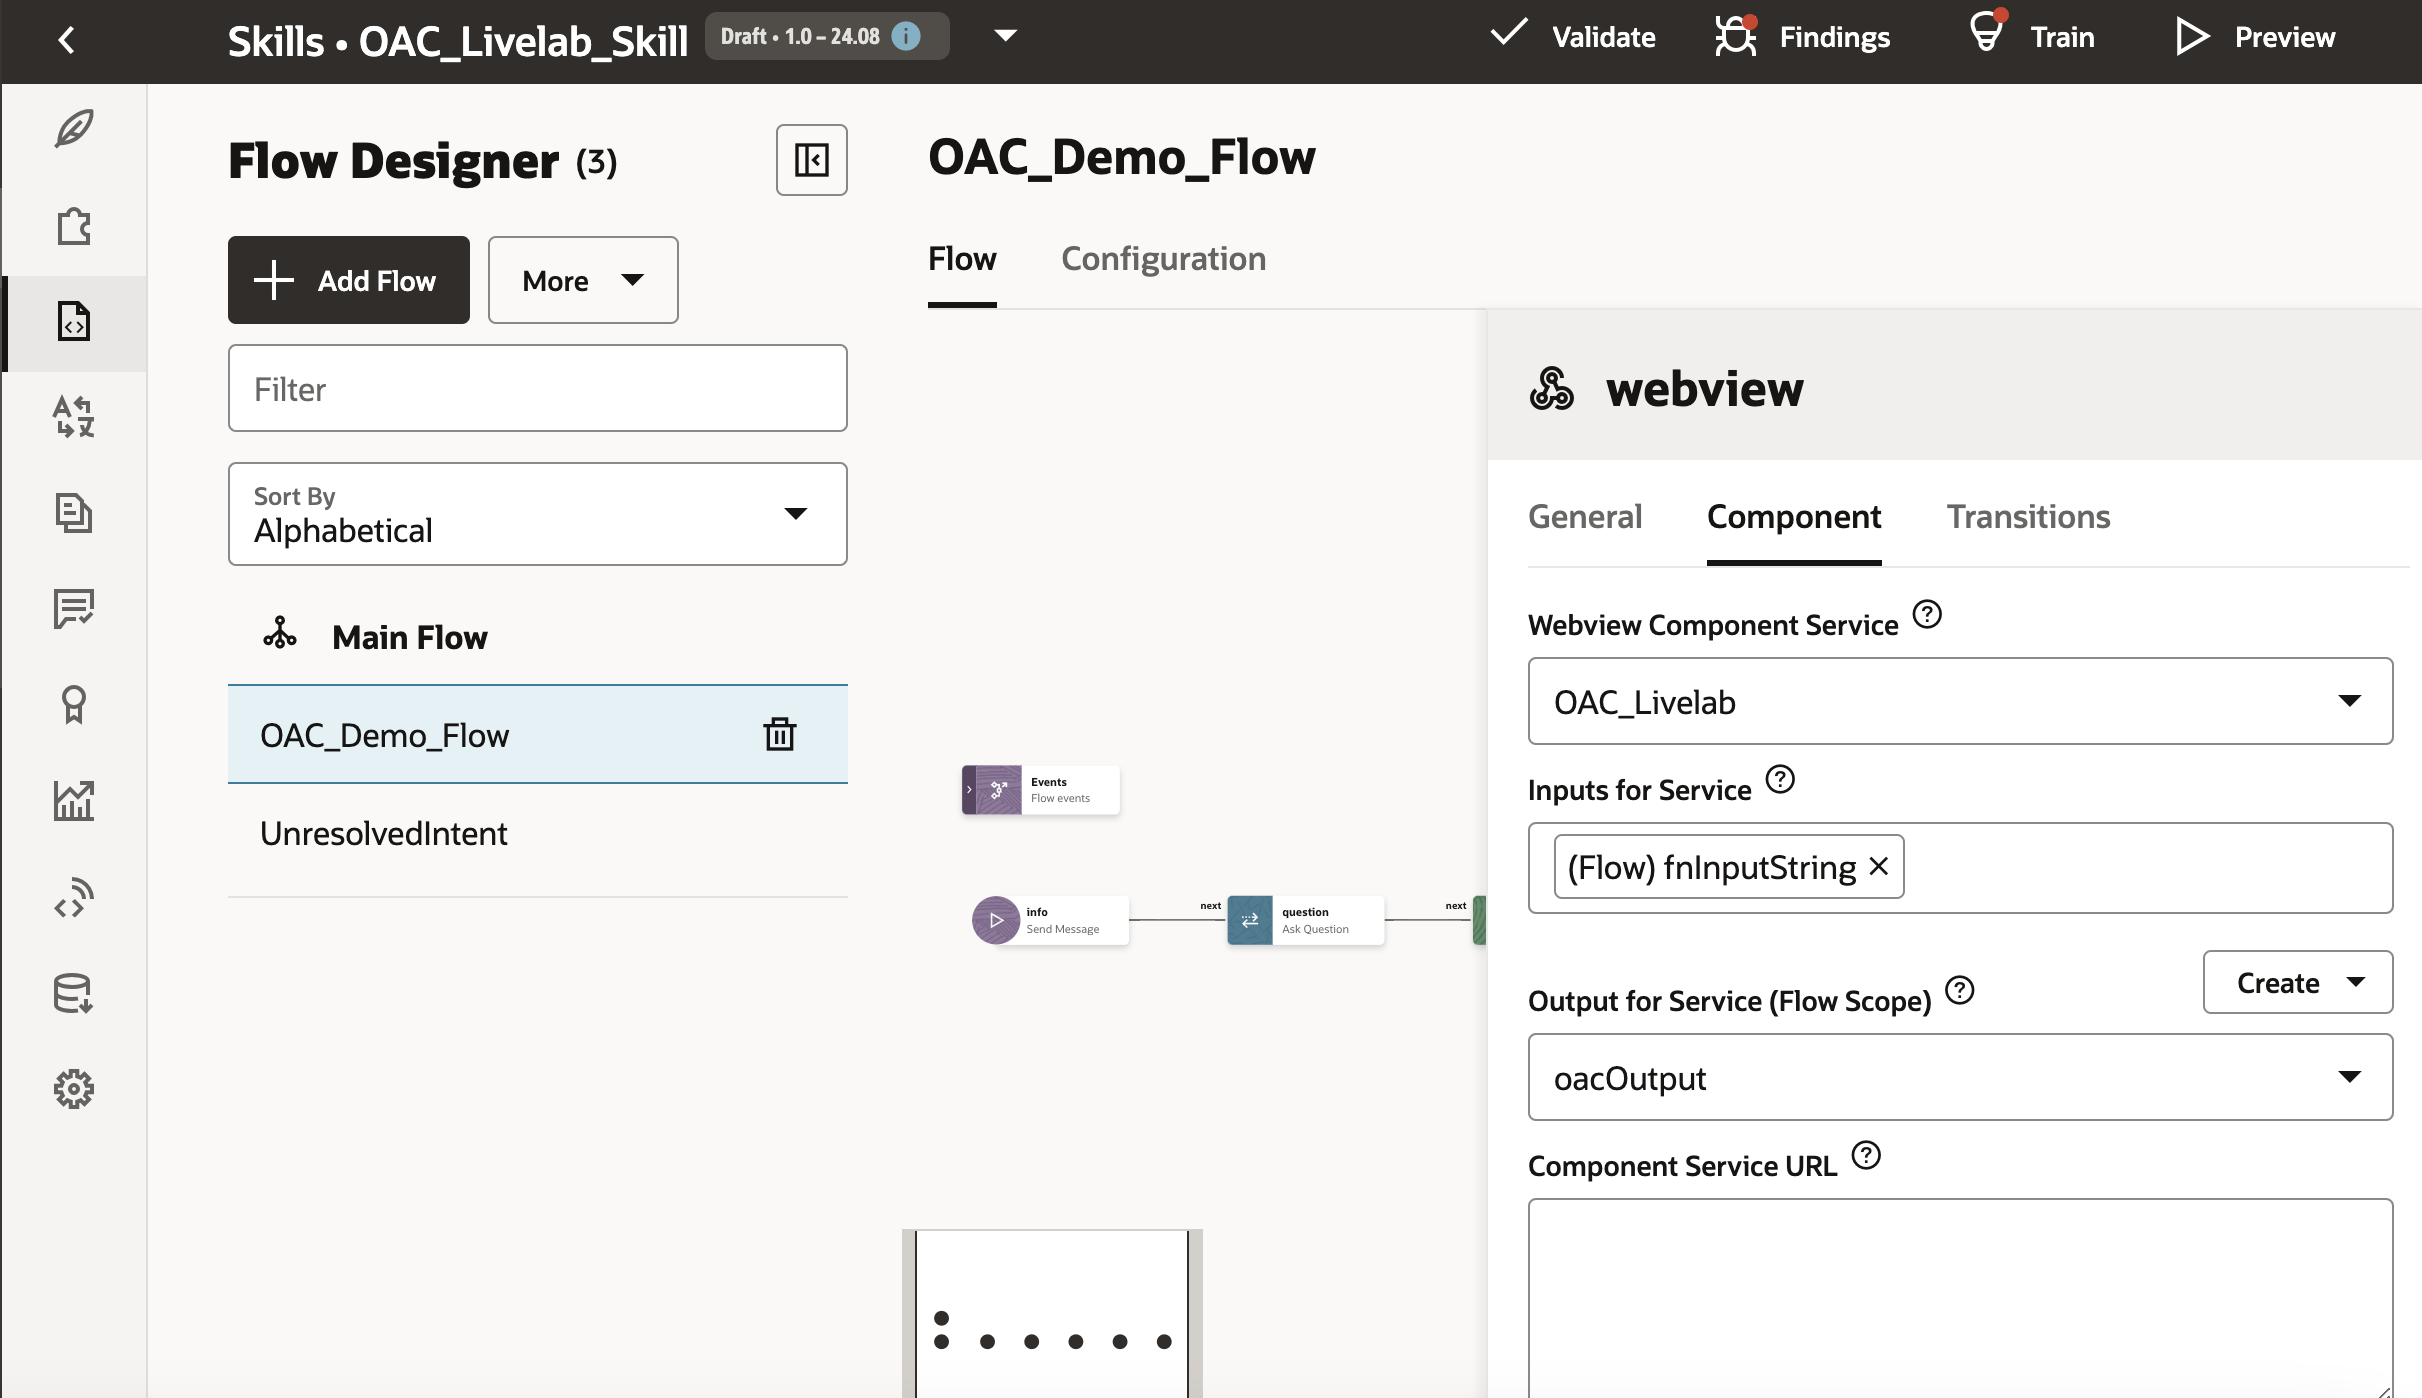 Skills • OAC_Livelab_Skill
Draft • 1.0 – 24.08
Validate
Findings
Train
Preview
Flow Designer (3)
Add Flow
More
Filter
Sort By
Alphabetical
Main Flow
OAC_Demo_Flow
UnresolvedIntent
OAC_Demo_Flow
Flow
Configuration
Events
Flow events
info
Send Message
next
question
Ask Question
next
webview
General
Component
Transitions
Webview Component Service
OAC_Livelab
Inputs for Service
(Flow) fnInputString
Output for Service (Flow Scope)
Create
oacOutput
Component Service URL